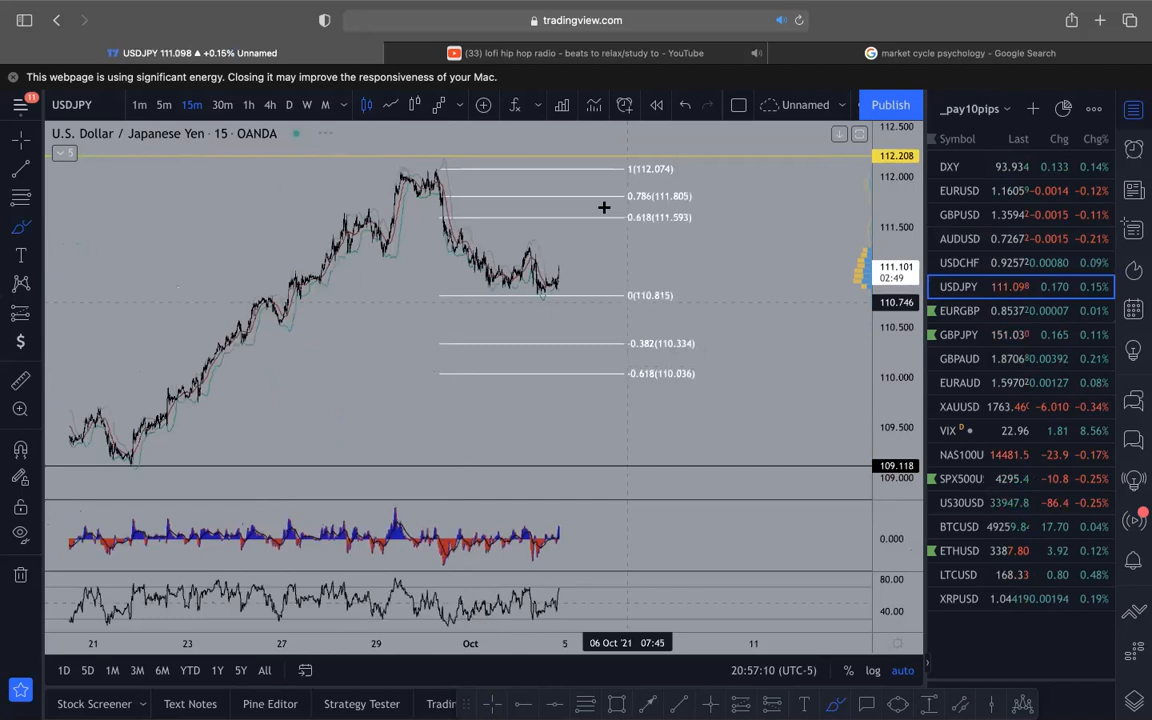 tradingview.com
USDJPY 111.098 ▲ +0.15% Unnamed
(33) lofi hip hop radio - beats to relax/study to - YouTube
market cycle psychology - Google Search
This webpage is using significant energy. Closing it may improve the responsiveness of your Mac.
11
USDJPY
1m 5m 15m 30m 1h 4h D W M
Unnamed
Publish
_pay10pips
U.S. Dollar / Japanese Yen · 15 · OANDA
5
Symbol Last Chg Chg%
DXY 93.934 0.133 0.14%
EURUSD 1.16059 -0.0014 -0.12%
GBPUSD 1.35942 -0.0015 -0.11%
AUDUSD 0.72672 -0.0015 -0.21%
USDCHF 0.92572 0.00080 0.09%
USDJPY 111.098 0.170 0.15%
EURGBP 0.85372 0.00007 0.01%
GBPJPY 151.030 0.165 0.11%
GBPAUD 1.87068 0.00392 0.21%
EURAUD 1.59702 0.00127 0.08%
XAUUSD 1763.46 -6.010 -0.34%
VIX D 22.96 1.81 8.56%
NAS100U 14481.5 -23.9 -0.17%
SPX500U 4295.4 -10.8 -0.25%
US30USD 33947.8 -86.4 -0.25%
BTCUSD 49259.84 17.70 0.04%
ETHUSD 3387.80 3.92 0.12%
LTCUSD 168.33 0.80 0.48%
XRPUSD 1.04419 0.00194 0.19%
1(112.074)
0.786(111.805)
0.618(111.593)
0(110.815)
-0.382(110.334)
-0.618(110.036)
112.500
112.208
112.000
111.500
111.101
02:49
110.746
110.500
110.000
109.500
109.118
109.000
0.000
80.00
40.00
21 23 27 29 Oct 5 06 Oct '21 07:45 11
1D 5D 1M 3M 6M YTD 1Y 5Y All
20:57:10 (UTC-5)
% log auto
Stock Screener Text Notes Pine Editor Strategy Tester